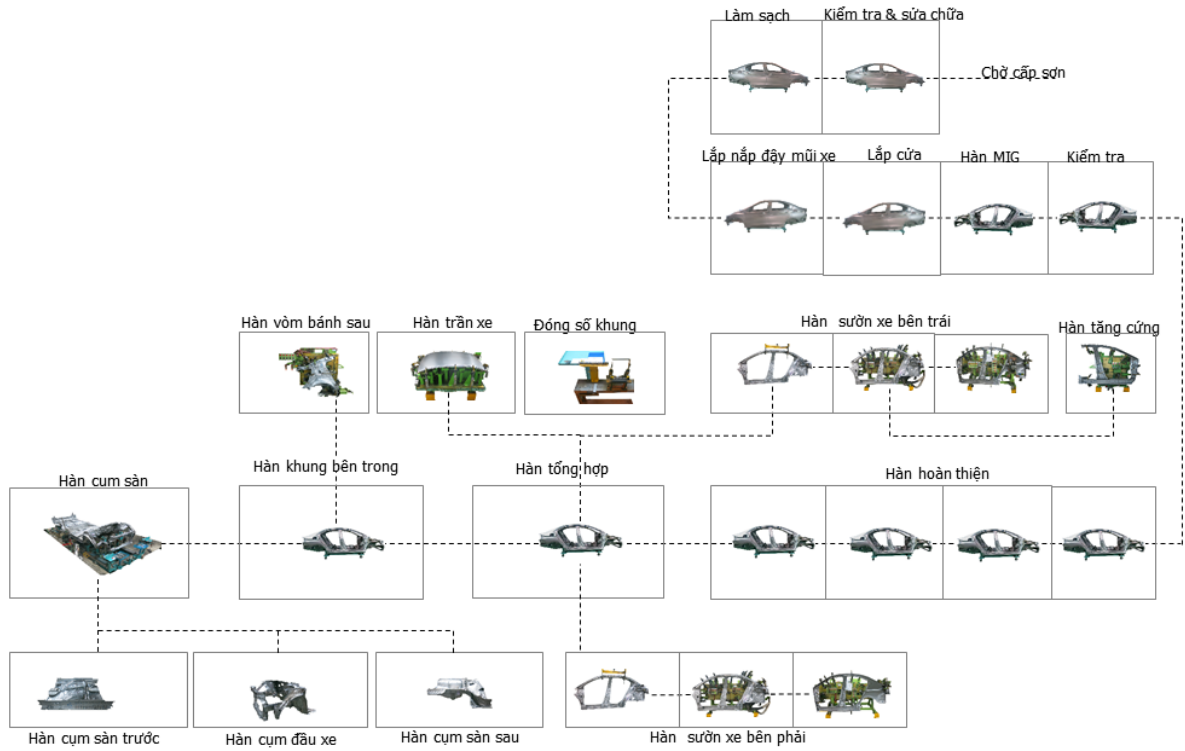 Làm sạch
Kiểm tra & sửa chữa
Chờ cấp sơn
Lắp nắp đậy mũi xe
Lắp cửa
Hàn MIG
Kiểm tra
Hàn vòm bánh sau
Hàn trần xe
Đóng số khung
Hàn sườn xe bên trái
Hàn tăng cứng
Hàn cum sàn
Hàn khung bên trong
Hàn tổng hợp
Hàn hoàn thiện
Hàn cụm sàn trước
Hàn cụm đầu xe
Hàn cụm sàn sau
Hàn sườn xe bên phải